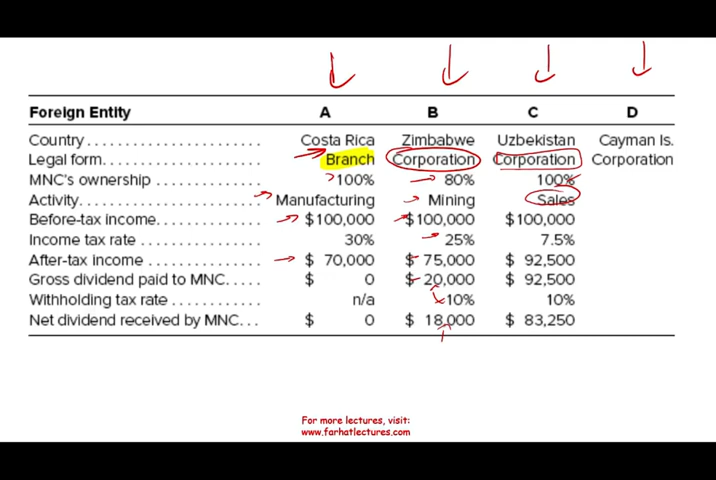 Foreign Entity A B C D
Country . . . . . . . . . . . . . . . . . . . . . . . . . Costa Rica Zimbabwe Uzbekistan Cayman Is.
Legal form. . . . . . . . . . . . . . . . . . . . . . Branch Corporation Corporation Corporation
MNC's ownership . . . . . . . . . . . . . . . 100% 80% 100%
Activity. . . . . . . . . . . . . . . . . . . . . . . . . Manufacturing Mining Sales
Before-tax income. . . . . . . . . . . . . . $100,000 $100,000 $100,000
Income tax rate . . . . . . . . . . . . . . . . . 30% 25% 7.5%
After-tax income . . . . . . . . . . . . . . . . $ 70,000 $ 75,000 $ 92,500
Gross dividend paid to MNC. . . . . $ 0 $ 20,000 $ 92,500
Withholding tax rate . . . . . . . . . . . . n/a 10% 10%
Net dividend received by MNC. . . $ 0 $ 18,000 $ 83,250
For more lectures, visit:
www.farhatlectures.com